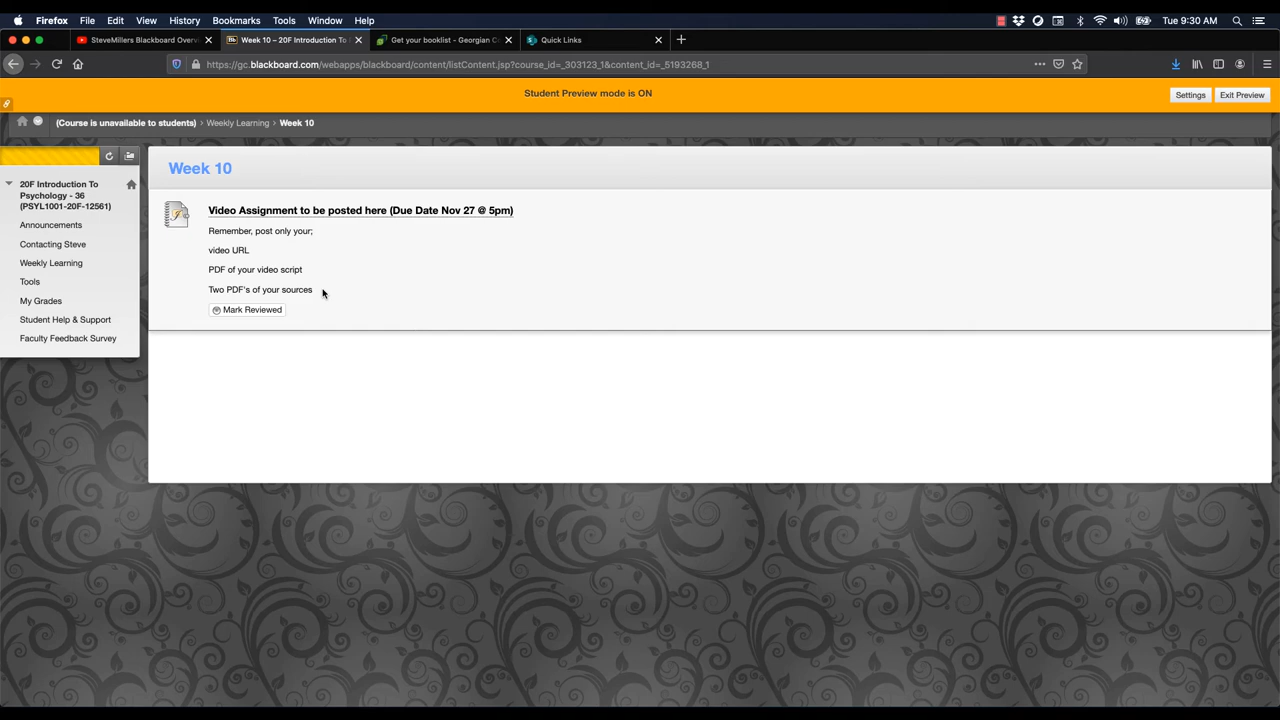 Firefox File Edit View History Bookmarks Tools Window Help Tue 9:30 AM
SteveMillers Blackboard Overv Week 10 – 20F Introduction To Get your booklist - Georgian C Quick Links
https://gc.blackboard.com/webapps/blackboard/content/listContent.jsp?course_id=_303123_1&content_id=_5193268_1
Student Preview mode is ON Settings Exit Preview
(Course is unavailable to students) Weekly Learning Week 10
20F Introduction To
Psychology - 36
(PSYL1001-20F-12561)
Announcements
Contacting Steve
Weekly Learning
Tools
My Grades
Student Help & Support
Faculty Feedback Survey
Week 10
Video Assignment to be posted here (Due Date Nov 27 @ 5pm)
Remember, post only your;
video URL
PDF of your video script
Two PDF's of your sources
Mark Reviewed